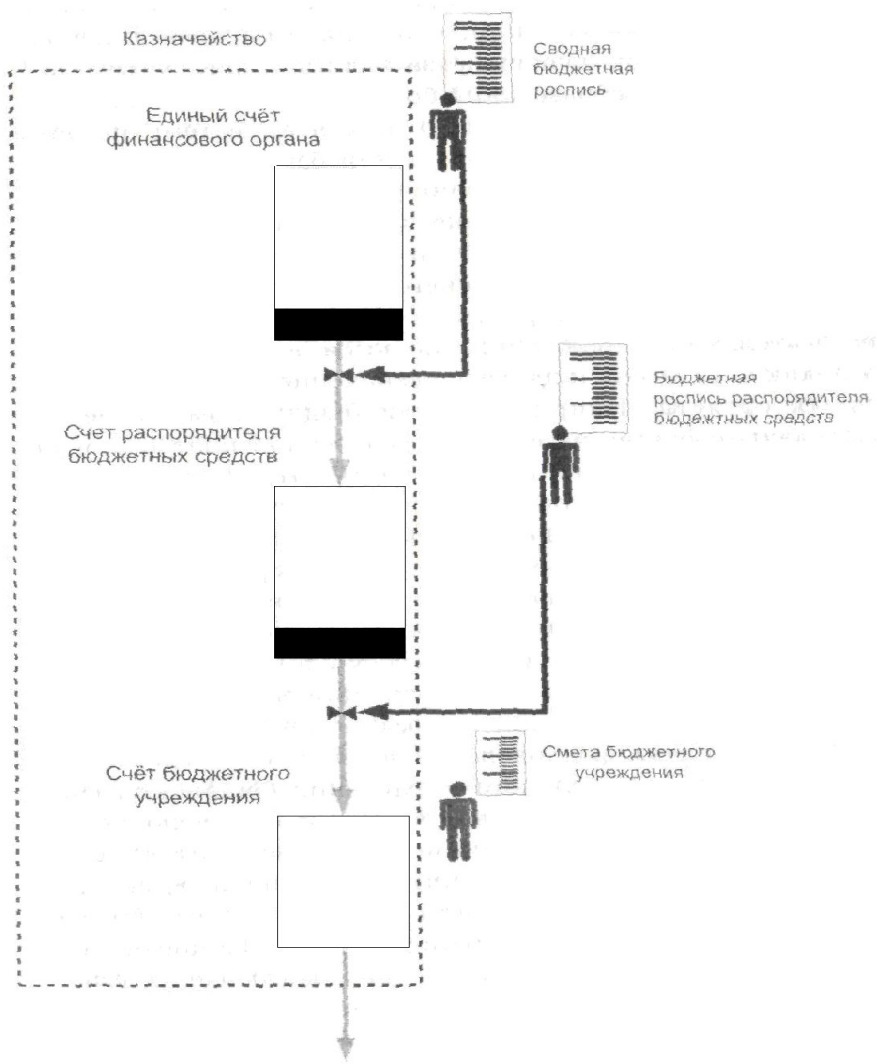 Казначейство
Сводная
бюджетная
роспись
Единый счёт
финансового органа
Бюджетная
роспись распорядителя
бюджетных средств
Счет распорядителя
бюджетных средств
Смета бюджетного
учреждения
Счёт бюджетного
учреждения